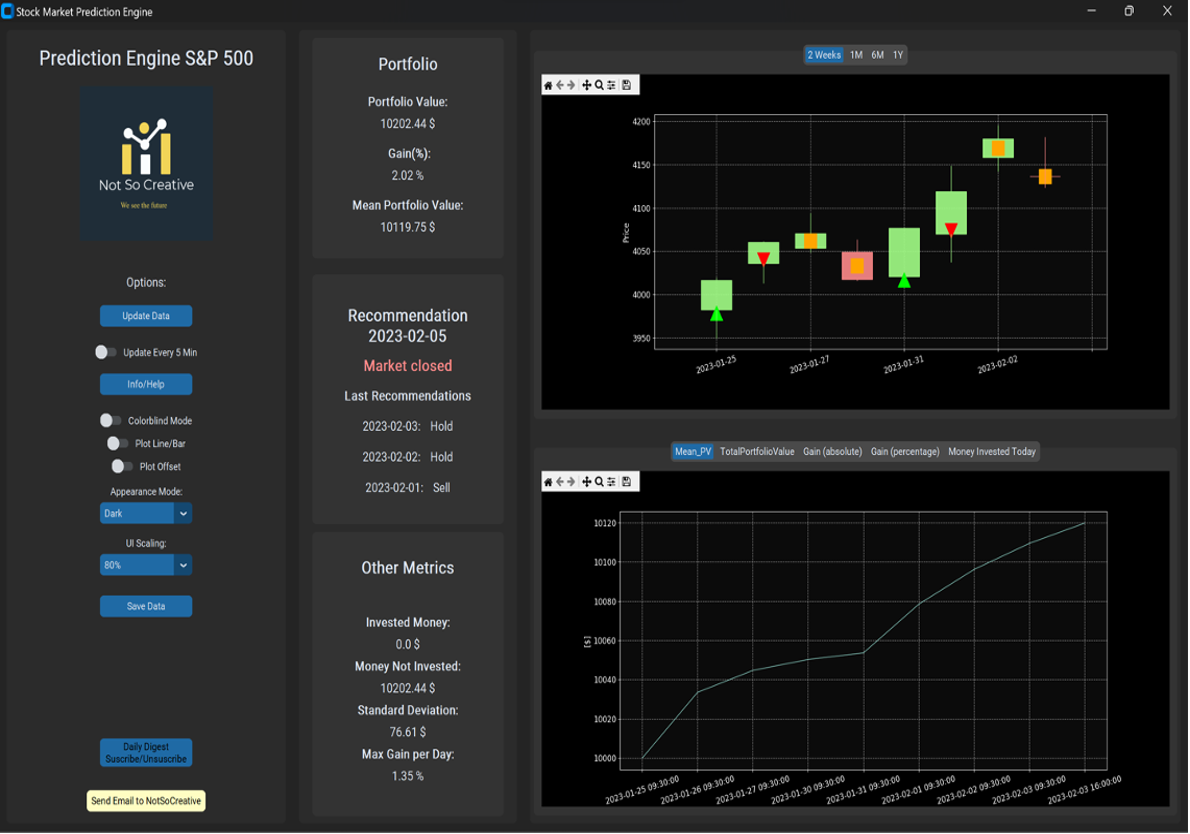 Stock Market Prediction Engine
Prediction Engine S&P 500
Not So Creative
We see the future
Options:
Update Data
Update Every 5 Min
Info/Help
Colorblind Mode
Plot Line/Bar
Plot Offset
Appearance Mode:
Dark
UI Scaling:
80%
Save Data
Daily Digest
Suscribe/Unsuscribe
Send Email to NotSoCreative
Portfolio
Portfolio Value:
10202.44 $
Gain(%):
2.02 %
Mean Portfolio Value:
10119.75 $
Recommendation
2023-02-05
Market closed
Last Recommendations
2023-02-03: Hold
2023-02-02: Hold
2023-02-01: Sell
Other Metrics
Invested Money:
0.0 $
Money Not Invested:
10202.44 $
Standard Deviation:
76.61 $
Max Gain per Day:
1.35 %
2 Weeks 1M 6M 1Y
4200
4150
4100
4050
4000
3950
Price
2023-01-25 2023-01-27 2023-01-31 2023-02-02
Mean_PV TotalPortfolioValue Gain (absolute) Gain (percentage) Money Invested Today
10120
10100
10080
10060
10040
10020
10000
[$]
2023-01-25 09:30:00 2023-01-26 09:30:00 2023-01-27 09:30:00 2023-01-30 09:30:00 2023-01-31 09:30:00 2023-02-01 09:30:00 2023-02-02 09:30:00 2023-02-03 09:30:00 2023-02-03 16:00:00